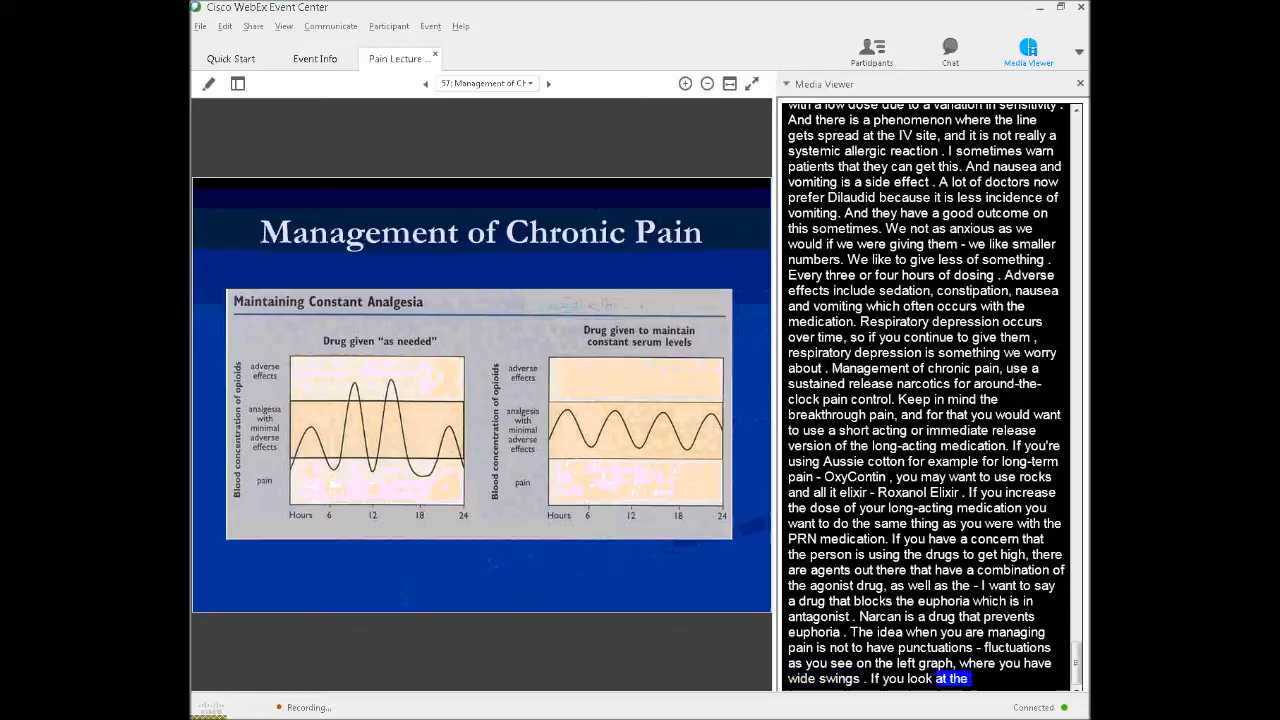 Cisco WebEx Event Center
File Edit Share View Communicate Participant Event Help
Quick Start Event Info Pain Lecture ...
Participants Chat Media Viewer
57: Management of Ch
Media Viewer
Management of Chronic Pain
Maintaining Constant Analgesia
Drug given “as needed”
Blood concentration of opioids
adverse
effects
analgesia
with
minimal
adverse
effects
pain
Hours 6 12 18 24
Drug given to maintain
constant serum levels
Blood concentration of opioids
adverse
effects
analgesia
with
minimal
adverse
effects
pain
Hours 6 12 18 24
with a low dose due to a variation in sensitivity .
And there is a phenomenon where the line
gets spread at the IV site, and it is not really a
systemic allergic reaction . I sometimes warn
patients that they can get this. And nausea and
vomiting is a side effect . A lot of doctors now
prefer Dilaudid because it is less incidence of
vomiting. And they have a good outcome on
this sometimes. We not as anxious as we
would if we were giving them - we like smaller
numbers. We like to give less of something .
Every three or four hours of dosing . Adverse
effects include sedation, constipation, nausea
and vomiting which often occurs with the
medication. Respiratory depression occurs
over time, so if you continue to give them ,
respiratory depression is something we worry
about . Management of chronic pain, use a
sustained release narcotics for around-the-
clock pain control. Keep in mind the
breakthrough pain, and for that you would want
to use a short acting or immediate release
version of the long-acting medication. If you're
using Aussie cotton for example for long-term
pain - OxyContin , you may want to use rocks
and all it elixir - Roxanol Elixir . If you increase
the dose of your long-acting medication you
want to do the same thing as you were with the
PRN medication. If you have a concern that
the person is using the drugs to get high, there
are agents out there that have a combination of
the agonist drug, as well as the - I want to say
a drug that blocks the euphoria which is in
antagonist . Narcan is a drug that prevents
euphoria . The idea when you are managing
pain is not to have punctuations - fluctuations
as you see on the left graph, where you have
wide swings . If you look at the
Recording...
Connected